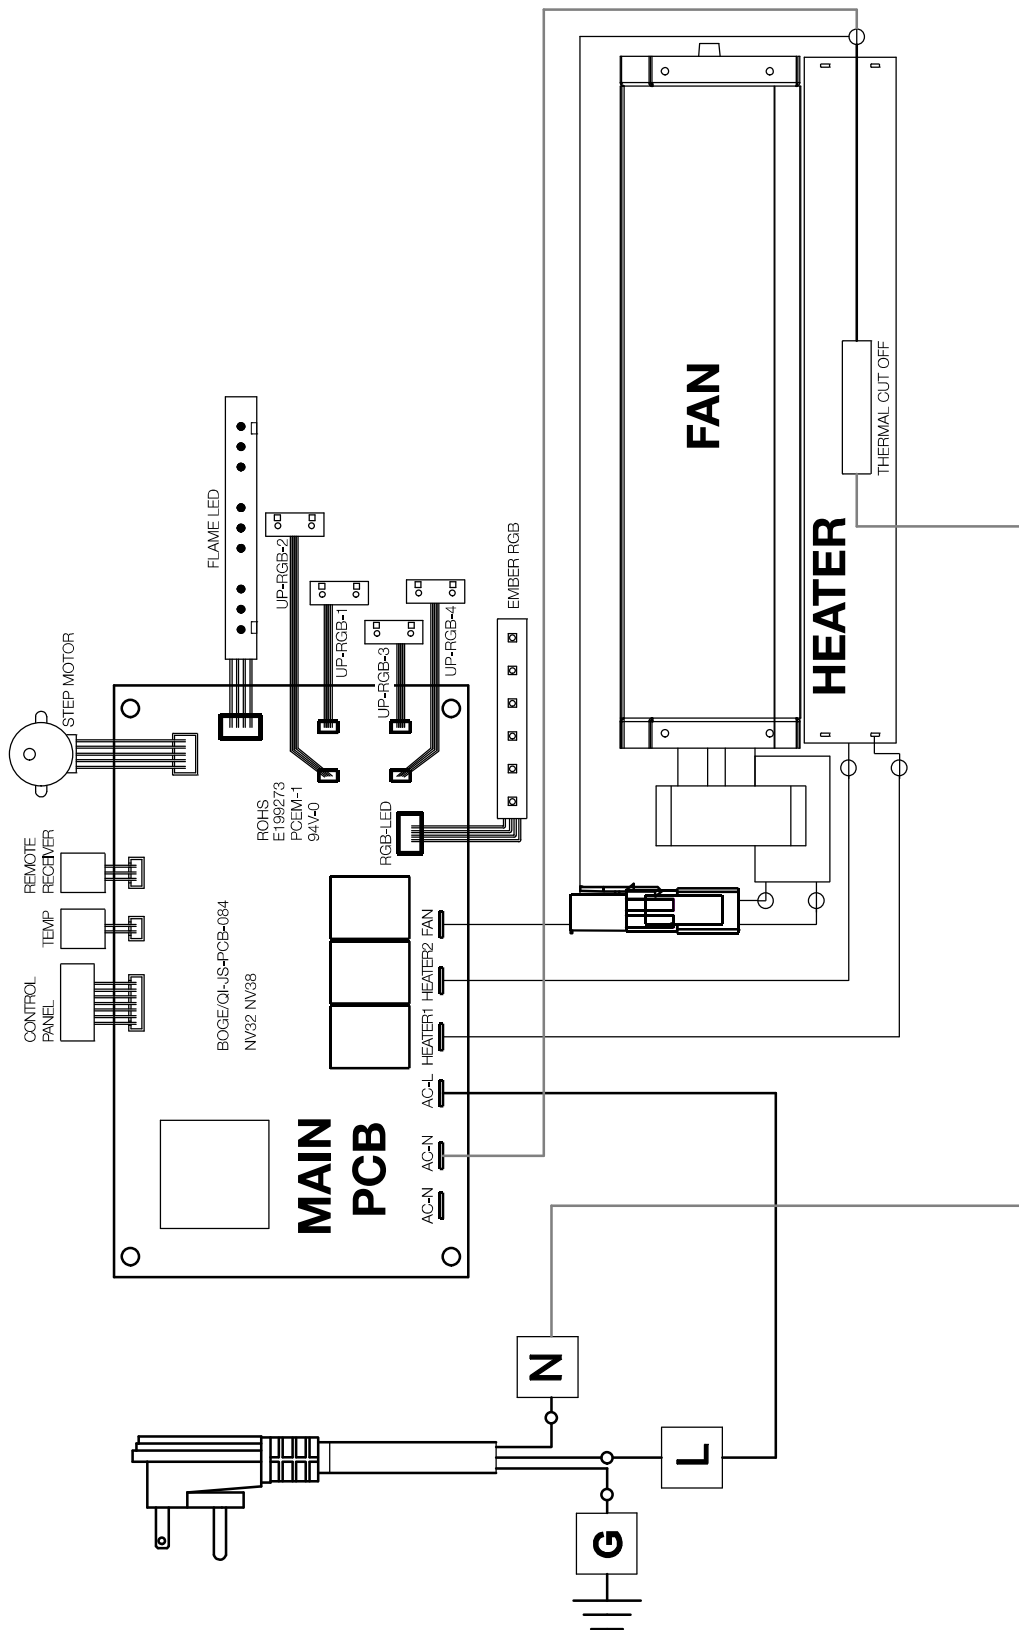 STEP MOTOR
FLAME LED
UP-RGB-2
UP-RGB-1
UP-RGB-3
UP-RGB-4
EMBER RGB
REMOTE
RECEIVER
TEMP
CONTROL
PANEL
ROHS
E199273
PCEM-1
94V-0
RGB-LED
BOGE/QI-JS-PCB-084
NV32 NV38
MAIN
PCB
AC-N
AC-N
AC-L
HEATER1
HEATER2
FAN
FAN
HEATER
THERMAL CUT OFF
N
L
G